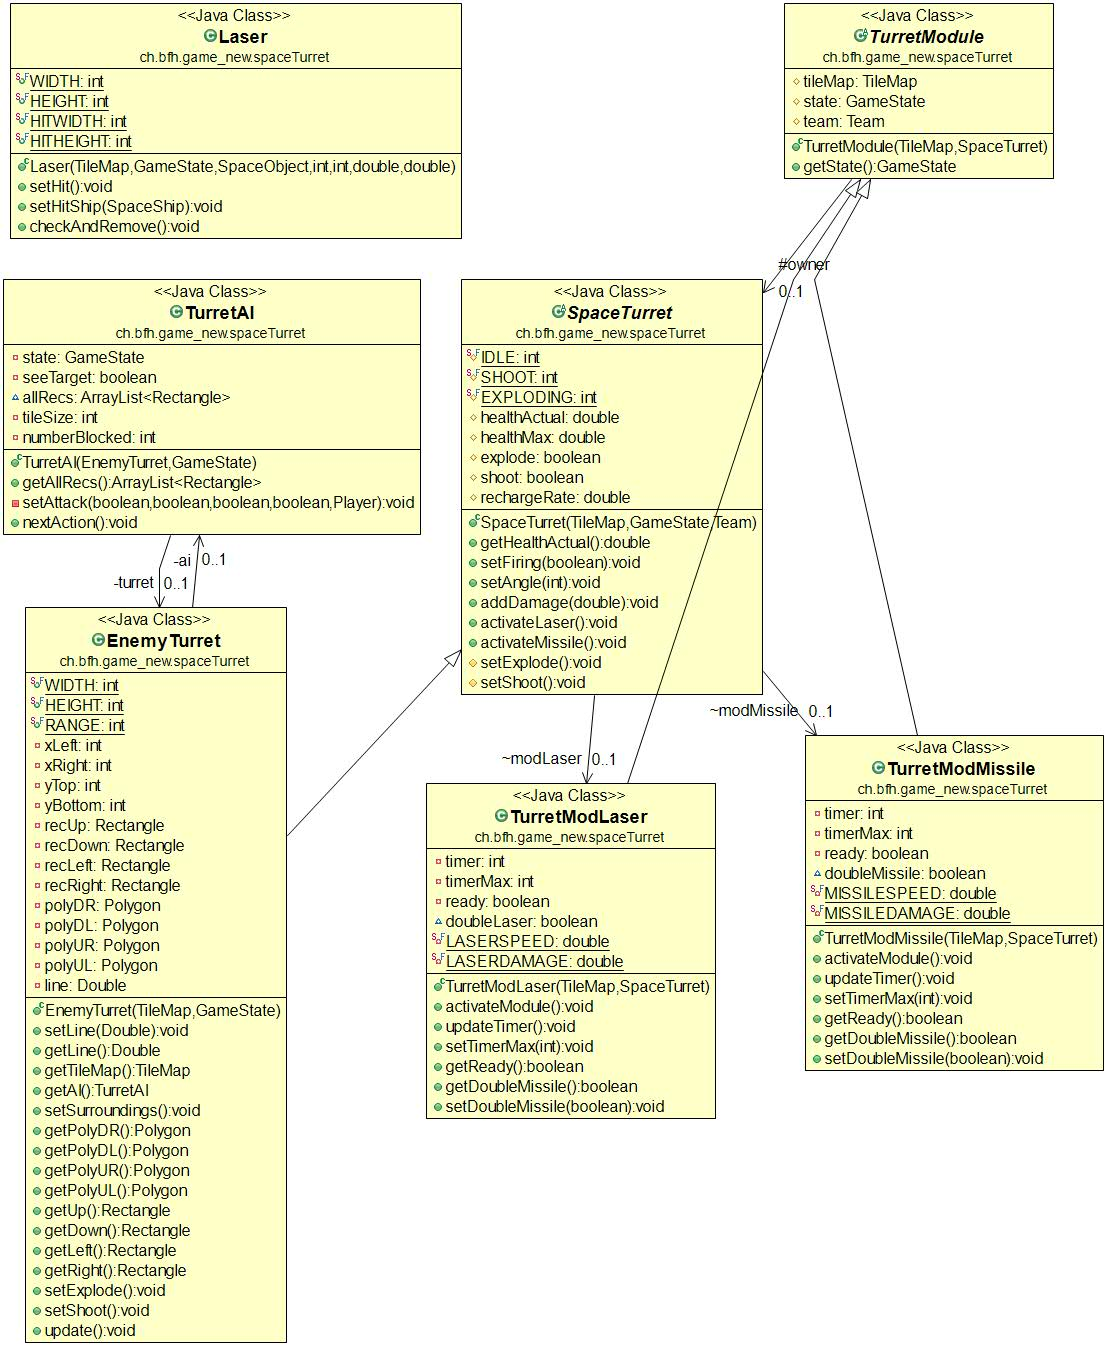 <<Java Class>>
Laser
ch.bfh.game_new.spaceTurret
WIDTH: int
HEIGHT: int
HITWIDTH: int
HITHEIGHT: int
Laser(TileMap,GameState,SpaceObject,int,int,double,double)
setHit():void
setHitShip(SpaceShip):void
checkAndRemove():void
<<Java Class>>
TurretModule
ch.bfh.game_new.spaceTurret
tileMap: TileMap
state: GameState
team: Team
TurretModule(TileMap,SpaceTurret)
getState():GameState
#owner
0..1
<<Java Class>>
TurretAI
ch.bfh.game_new.spaceTurret
state: GameState
seeTarget: boolean
allRecs: ArrayList<Rectangle>
tileSize: int
numberBlocked: int
TurretAI(EnemyTurret,GameState)
getAllRecs():ArrayList<Rectangle>
setAttack(boolean,boolean,boolean,boolean,Player):void
nextAction():void
-ai 0..1
-turret 0..1
<<Java Class>>
SpaceTurret
ch.bfh.game_new.spaceTurret
IDLE: int
SHOOT: int
EXPLODING: int
healthActual: double
healthMax: double
explode: boolean
shoot: boolean
rechargeRate: double
SpaceTurret(TileMap,GameState,Team)
getHealthActual():double
setFiring(boolean):void
setAngle(int):void
addDamage(double):void
activateLaser():void
activateMissile():void
setExplode():void
setShoot():void
~modMissile 0..1
~modLaser 0..1
<<Java Class>>
EnemyTurret
ch.bfh.game_new.spaceTurret
WIDTH: int
HEIGHT: int
RANGE: int
xLeft: int
xRight: int
yTop: int
yBottom: int
recUp: Rectangle
recDown: Rectangle
recLeft: Rectangle
recRight: Rectangle
polyDR: Polygon
polyDL: Polygon
polyUR: Polygon
polyUL: Polygon
line: Double
EnemyTurret(TileMap,GameState)
setLine(Double):void
getLine():Double
getTileMap():TileMap
getAI():TurretAI
setSurroundings():void
getPolyDR():Polygon
getPolyDL():Polygon
getPolyUR():Polygon
getPolyUL():Polygon
getUp():Rectangle
getDown():Rectangle
getLeft():Rectangle
getRight():Rectangle
setExplode():void
setShoot():void
update():void
<<Java Class>>
TurretModLaser
ch.bfh.game_new.spaceTurret
timer: int
timerMax: int
ready: boolean
doubleLaser: boolean
LASERSPEED: double
LASERDAMAGE: double
TurretModLaser(TileMap,SpaceTurret)
activateModule():void
updateTimer():void
setTimerMax(int):void
getReady():boolean
getDoubleMissile():boolean
setDoubleMissile(boolean):void
<<Java Class>>
TurretModMissile
ch.bfh.game_new.spaceTurret
timer: int
timerMax: int
ready: boolean
doubleMissile: boolean
MISSILESPEED: double
MISSILEDAMAGE: double
TurretModMissile(TileMap,SpaceTurret)
activateModule():void
updateTimer():void
setTimerMax(int):void
getReady():boolean
getDoubleMissile():boolean
setDoubleMissile(boolean):void